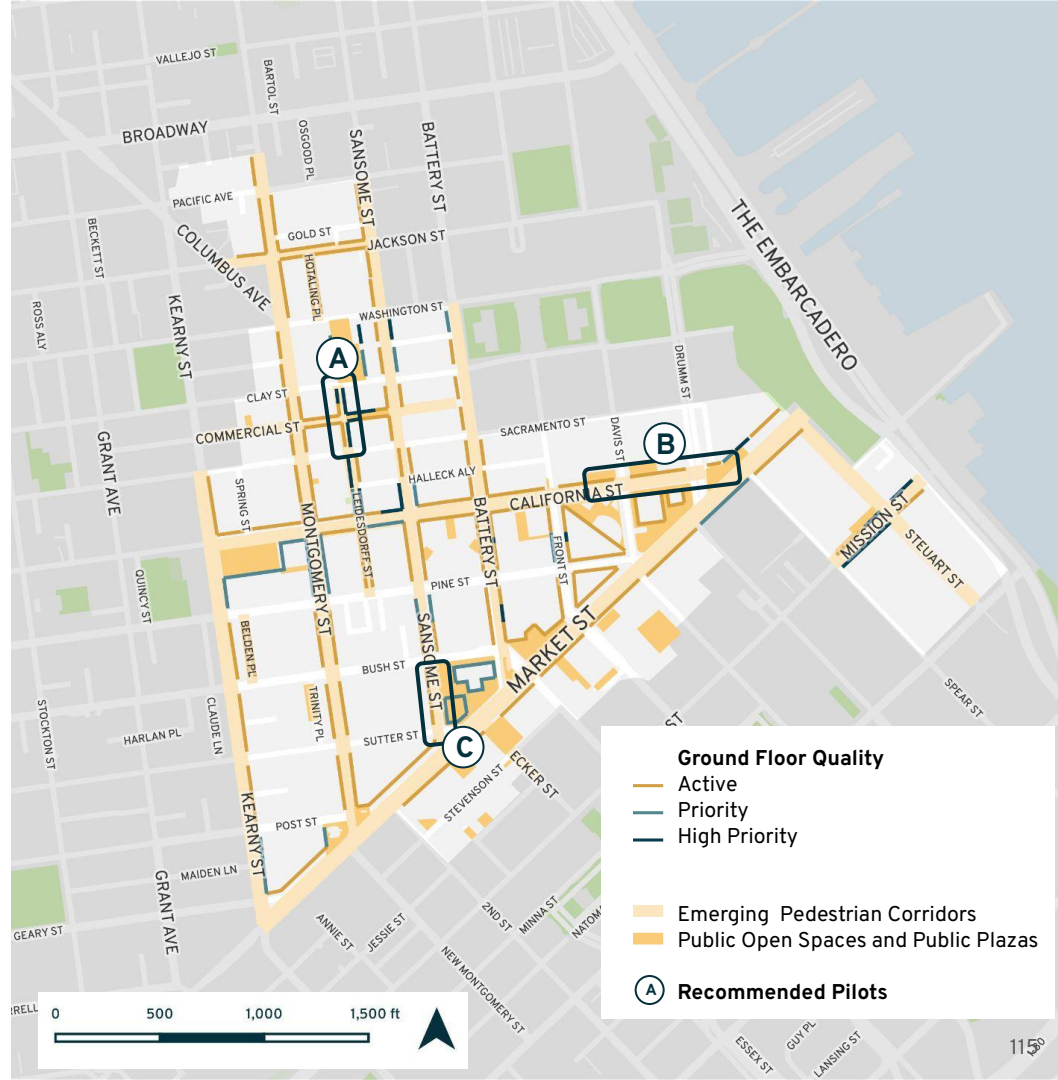 VALLEJO ST
BARTOL ST
BROADWAY
OSGOOD PL
SANSOME ST
BATTERY ST
PACIFIC AVE
COLUMBUS AVE
GOLD ST
JACKSON ST
THE EMBARCADERO
BECKETT ST
HOTALING PL
ROSS ALY
KEARNY ST
WASHINGTON ST
A
DRUMM ST
CLAY ST
COMMERCIAL ST
SACRAMENTO ST
DAVIS ST
B
GRANT AVE
HALLECK ALY
SPRING ST
LEIDESDORFF ST
CALIFORNIA ST
MONTGOMERY ST
BATTERY ST
FRONT ST
MISSION ST
STEUART ST
QUINCY ST
PINE ST
BELDEN PL
SANSOME ST
MARKET ST
BUSH ST
STOCKTON ST
CLAUDE LN
TRINITY PL
SPEAR ST
HARLAN PL
SUTTER ST
C
ST
ECKER ST
STEVENSON ST
KEARNY ST
POST ST
MAIDEN LN
GRANT AVE
GEARY ST
ANNIE ST
JESSIE ST
2ND ST
MINNA ST
NATOMA
NEW MONTGOMERY ST
RRELL
ESSEX ST
GUY PL
LANSING ST
Ground Floor Quality
Active
Priority
High Priority
Emerging Pedestrian Corridors
Public Open Spaces and Public Plazas
A Recommended Pilots
0 500 1,000 1,500 ft
115